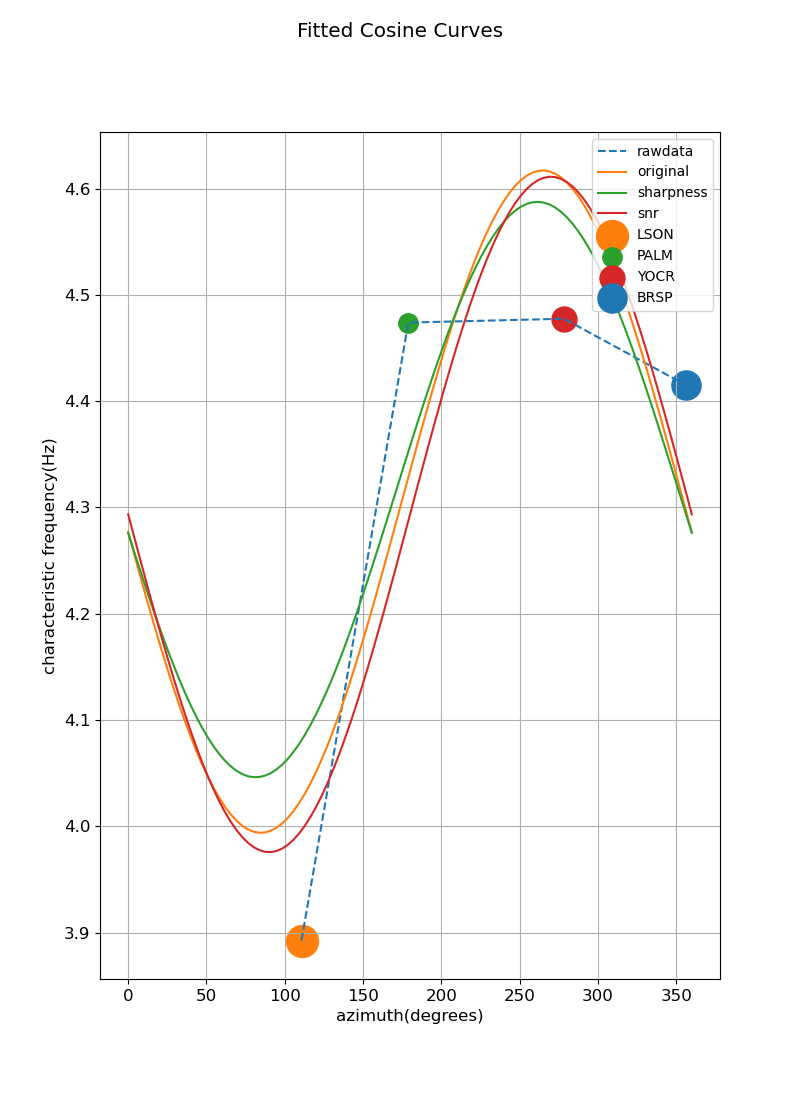 Fitted Cosine Curves
rawdata
original
sharpness
snr
LSON
PALM
YOCR
BRSP
characteristic frequency(Hz)
4.6
4.5
4.4
4.3
4.2
4.1
4.0
3.9
0 50 100 150 200 250 300 350
azimuth(degrees)